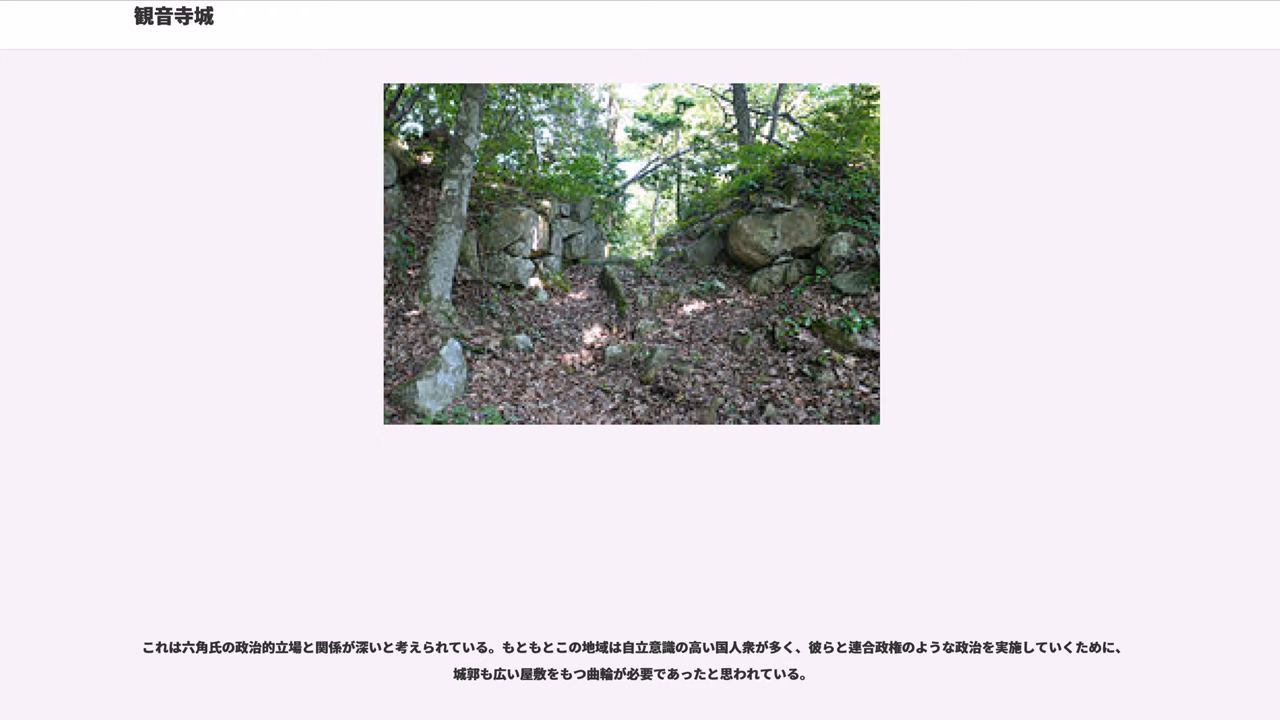 観音寺城
これは六角氏の政治的立場と関係が深いと考えられている。もともとこの地域は自立意識の高い国人衆が多く、彼らと連合政権のような政治を実施していくために、
城郭も広い屋敷をもつ曲輪が必要であったと思われている。